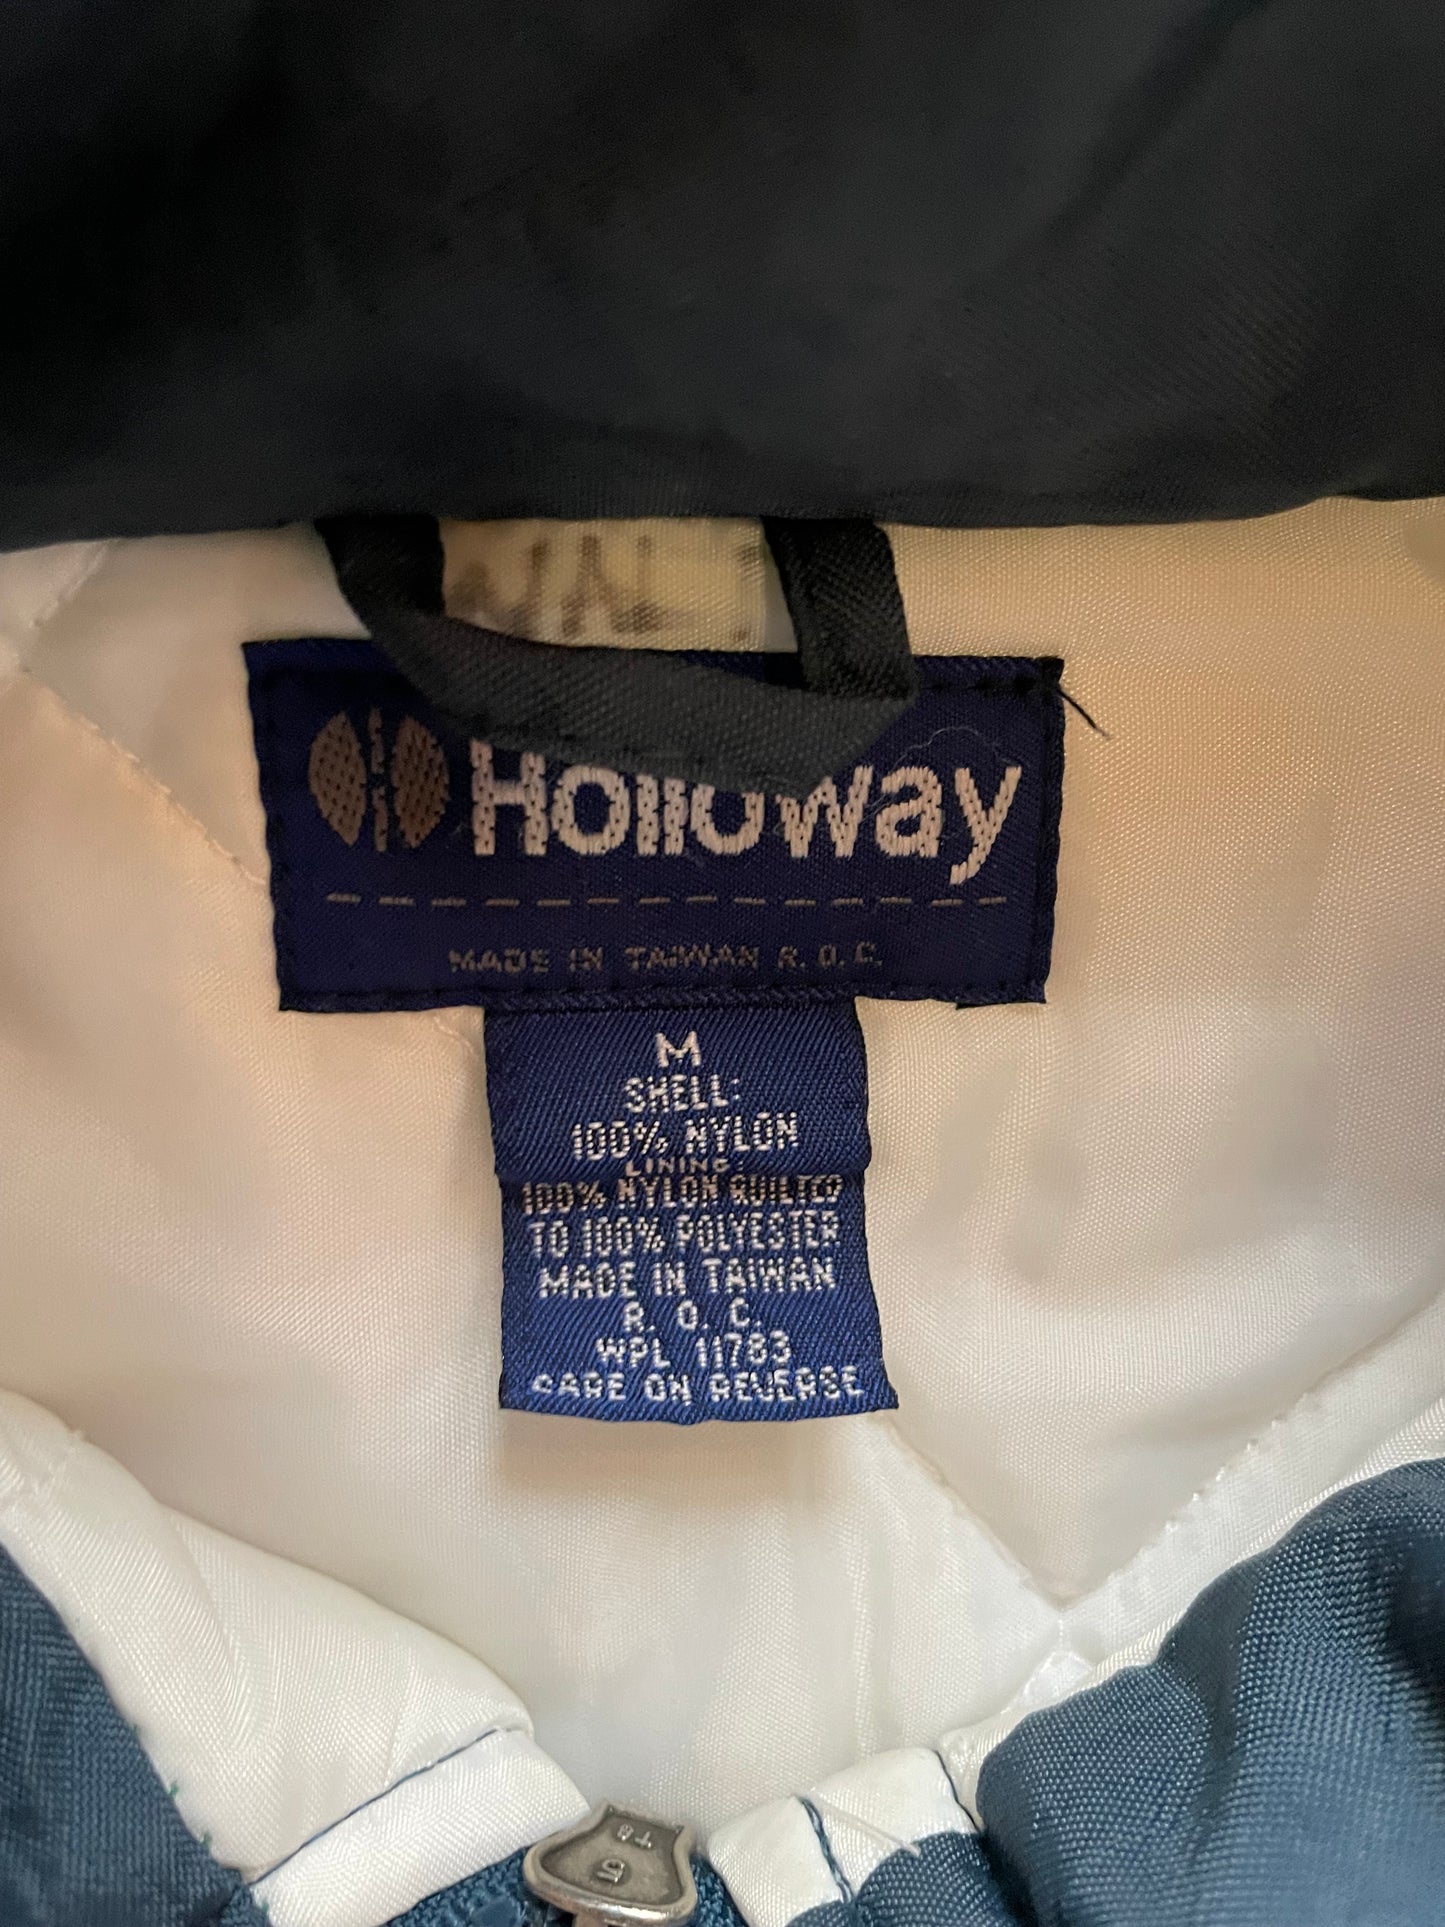 Holloway
MADE IN TAIWAN R.O.C.
M
SHELL:
100% NYLON
LINING:
100% NYLON QUILTED
TO 100% POLYESTER
MADE IN TAIWAN
R. O. C.
WPL 11783
CARE ON REVERSE